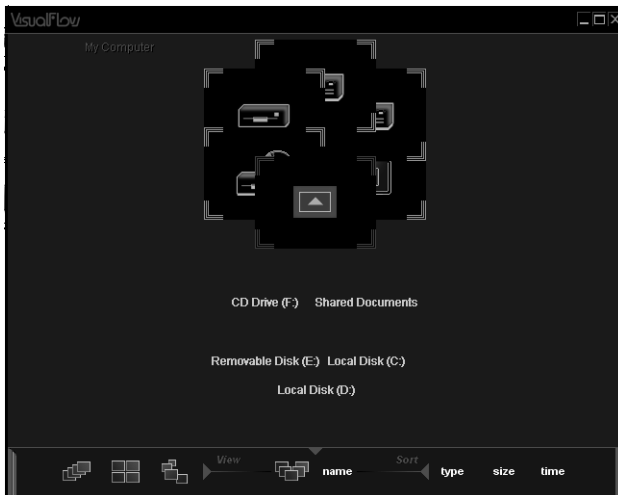 VisualFlow
My Computer
CD Drive (F:) Shared Documents
Removable Disk (E:) Local Disk (C:)
Local Disk (D:)
View name Sort type size time